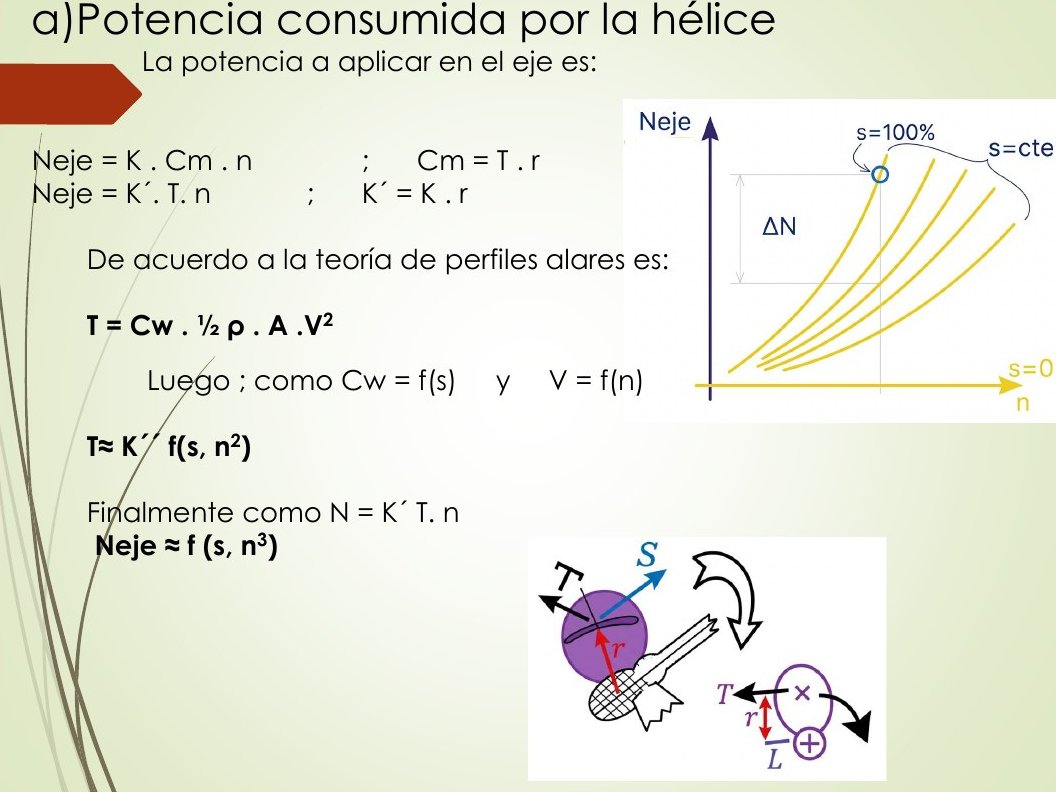 a)Potencia consumida por la hélice
La potencia a aplicar en el eje es:
Neje = K . Cm . n ; Cm = T . r
Neje = K´. T. n ; K´ = K . r
De acuerdo a la teoría de perfiles alares es:
T = Cw . ½ ρ . A .V²
Luego ; como Cw = f(s) y V = f(n)
T≈ K´´ f(s, n²)
Finalmente como N = K´ T. n
Neje ≈ f (s, n³)
Neje
s=100%
s=cte
ΔN
s=0
n
S
T
r
T
×
r
+
L